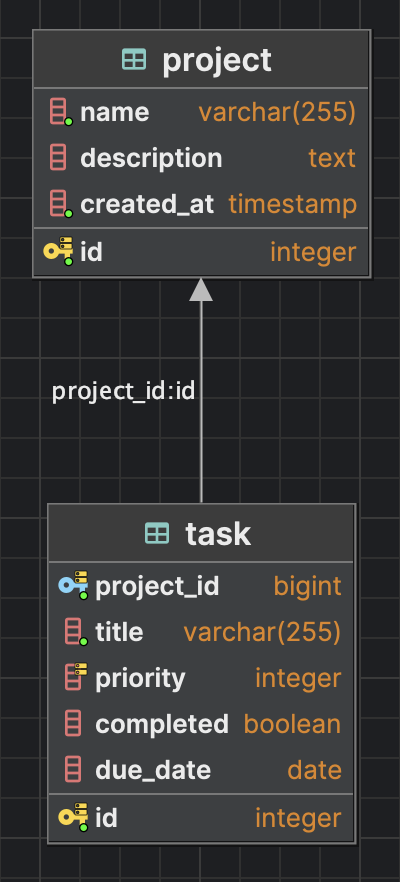 project
name varchar(255)
description text
created_at timestamp
id integer
project_id:id
task
project_id bigint
title varchar(255)
priority integer
completed boolean
due_date date
id integer